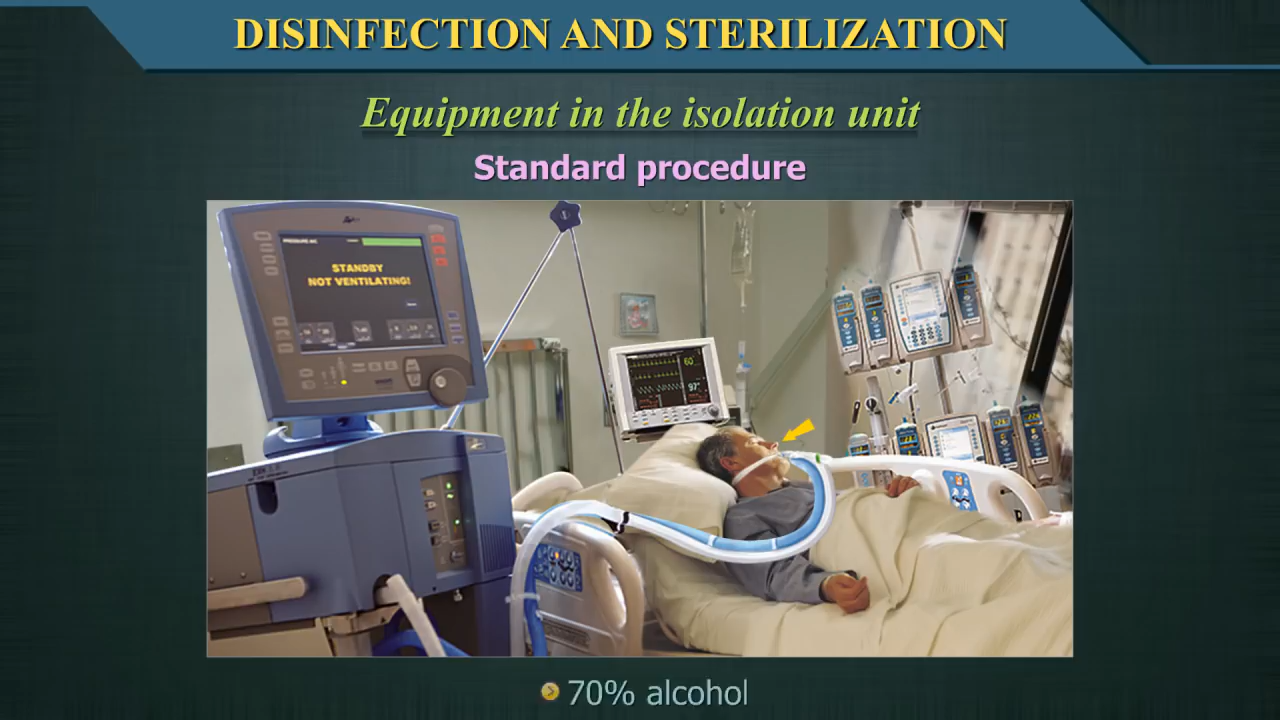 DISINFECTION AND STERILIZATION
Equipment in the isolation unit
Standard procedure
STANDBY
NOT VENTILATING!
60
97
70% alcohol